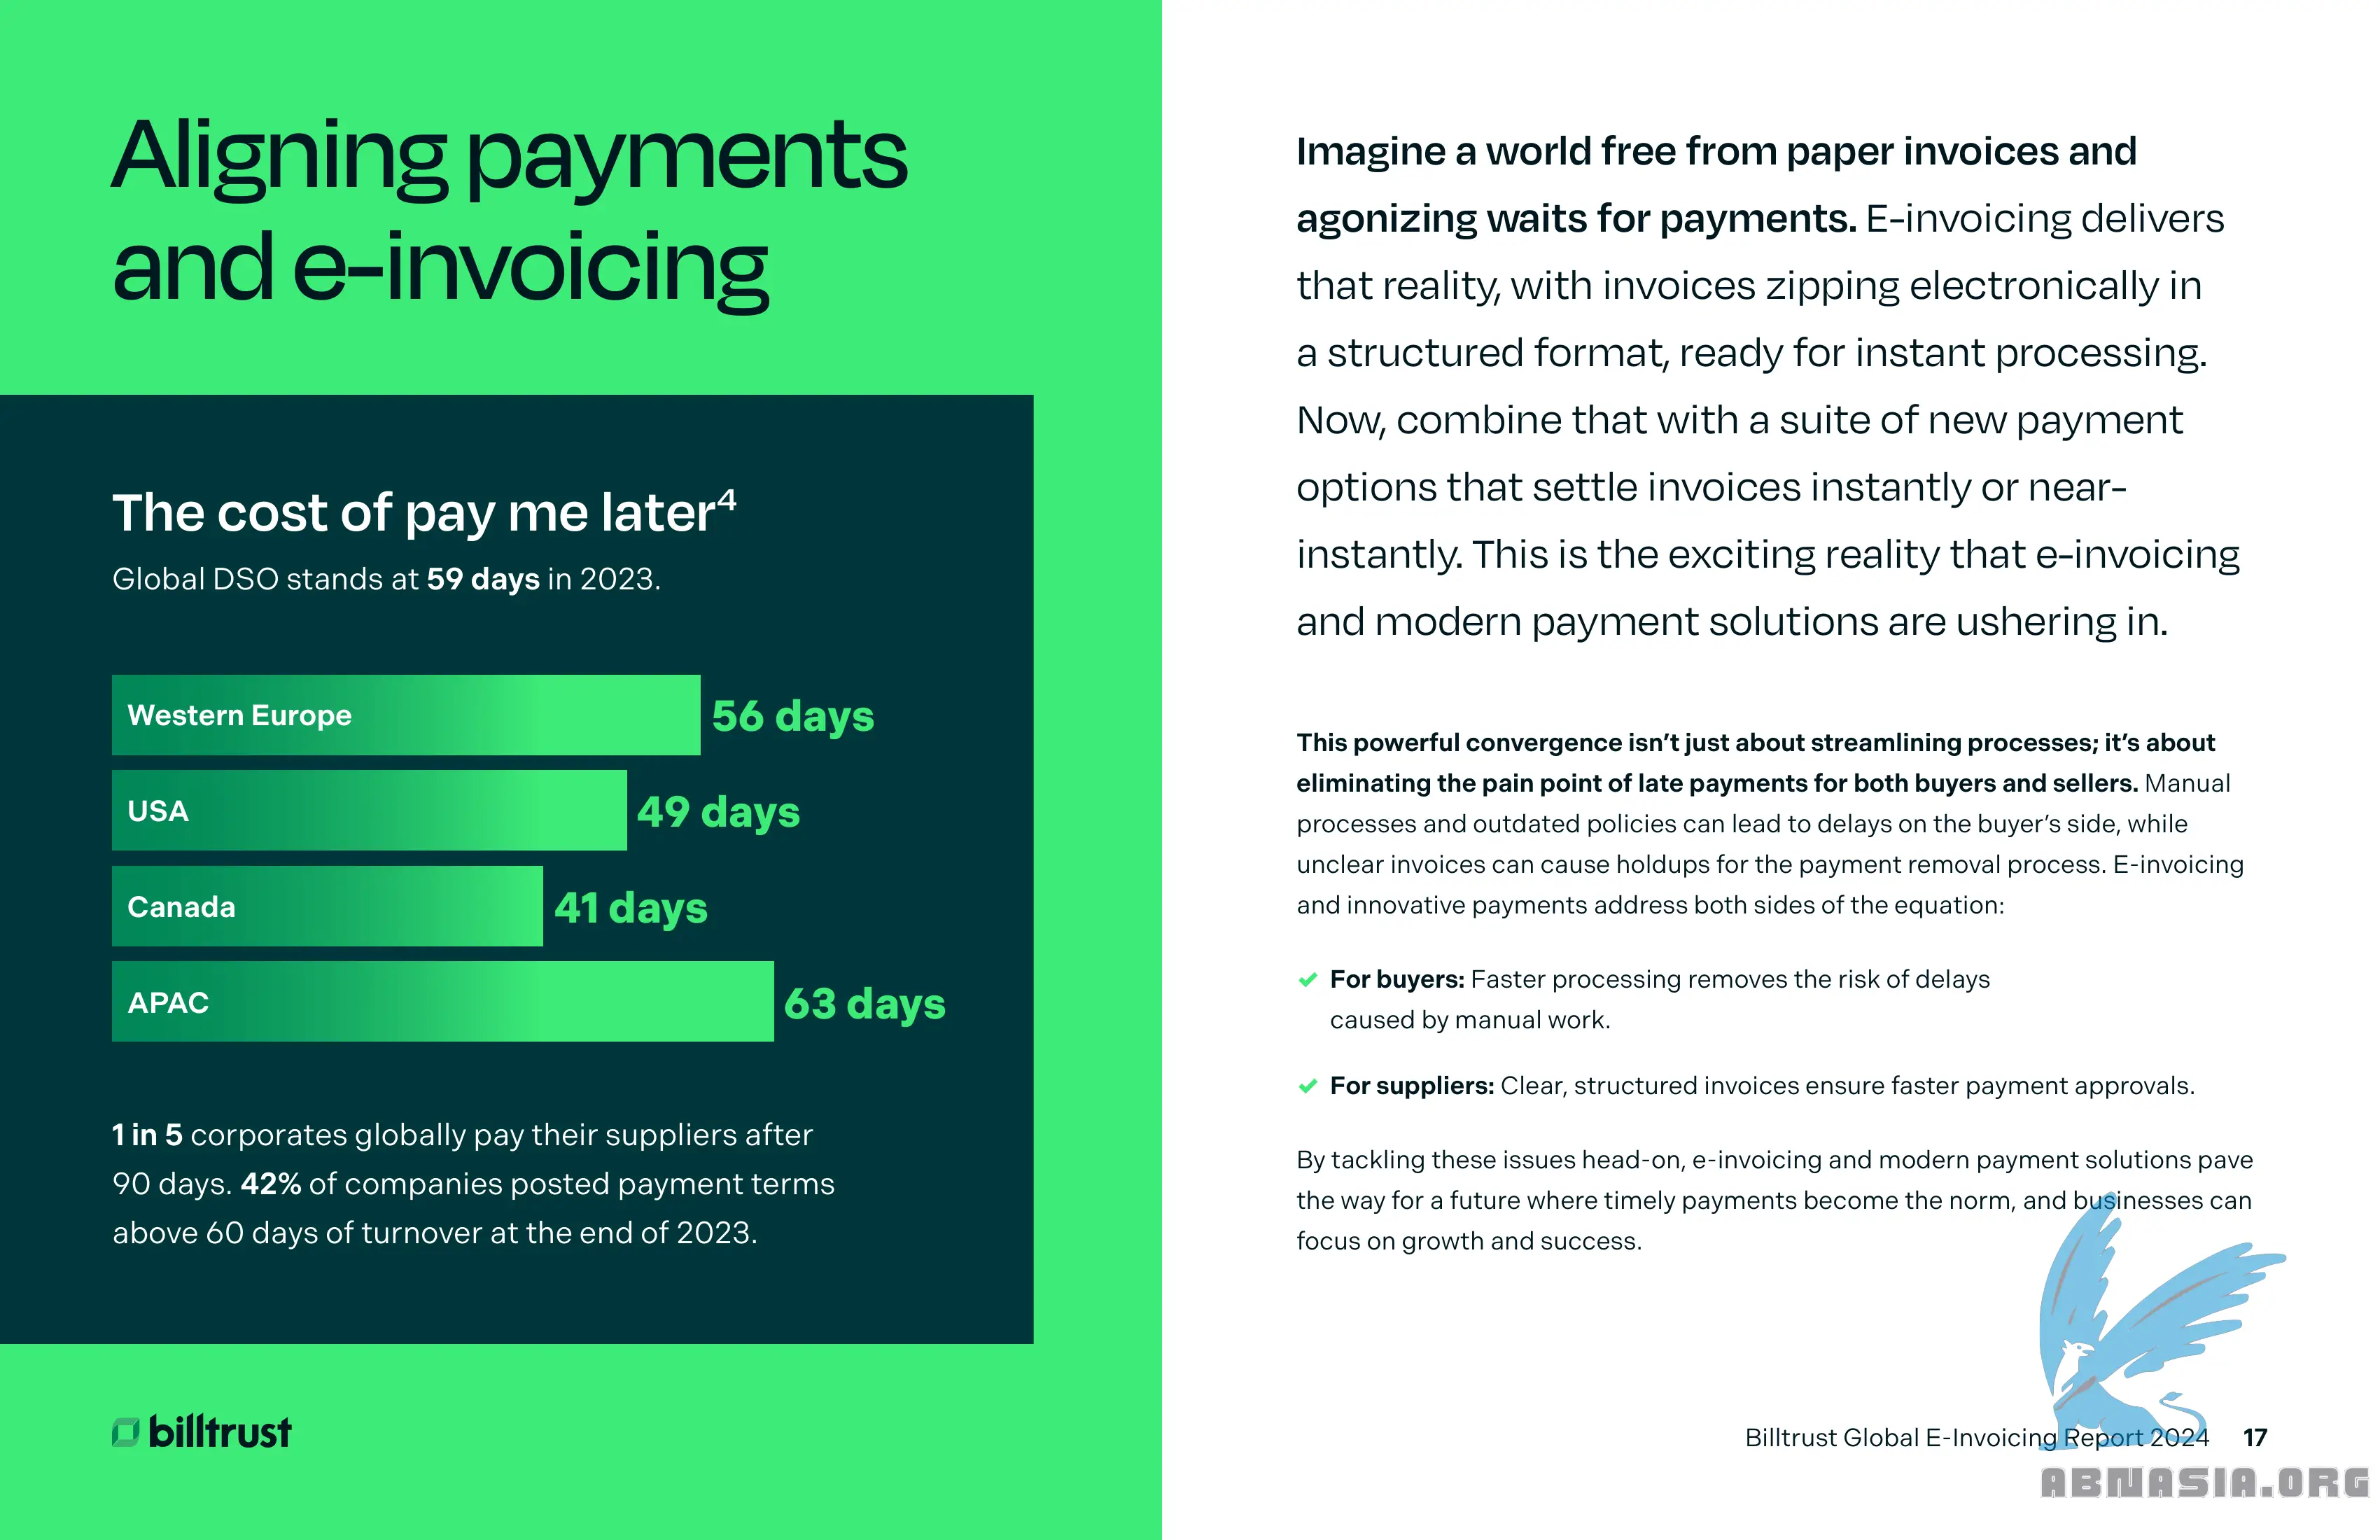 Aligning payments
and e-invoicing
The cost of pay me later⁴
Global DSO stands at 59 days in 2023.
Western Europe
56 days
USA
49 days
Canada
41 days
APAC
63 days
1 in 5 corporates globally pay their suppliers after
90 days. 42% of companies posted payment terms
above 60 days of turnover at the end of 2023.
billtrust
Imagine a world free from paper invoices and
agonizing waits for payments. E-invoicing delivers
that reality, with invoices zipping electronically in
a structured format, ready for instant processing.
Now, combine that with a suite of new payment
options that settle invoices instantly or near-
instantly. This is the exciting reality that e-invoicing
and modern payment solutions are ushering in.
This powerful convergence isn't just about streamlining processes; it's about
eliminating the pain point of late payments for both buyers and sellers. Manual
processes and outdated policies can lead to delays on the buyer's side, while
unclear invoices can cause holdups for the payment removal process. E-invoicing
and innovative payments address both sides of the equation:
For buyers: Faster processing removes the risk of delays
caused by manual work.
For suppliers: Clear, structured invoices ensure faster payment approvals.
By tackling these issues head-on, e-invoicing and modern payment solutions pave
the way for a future where timely payments become the norm, and businesses can
focus on growth and success.
Billtrust Global E-Invoicing Report 2024 17
ABNASIA.ORG